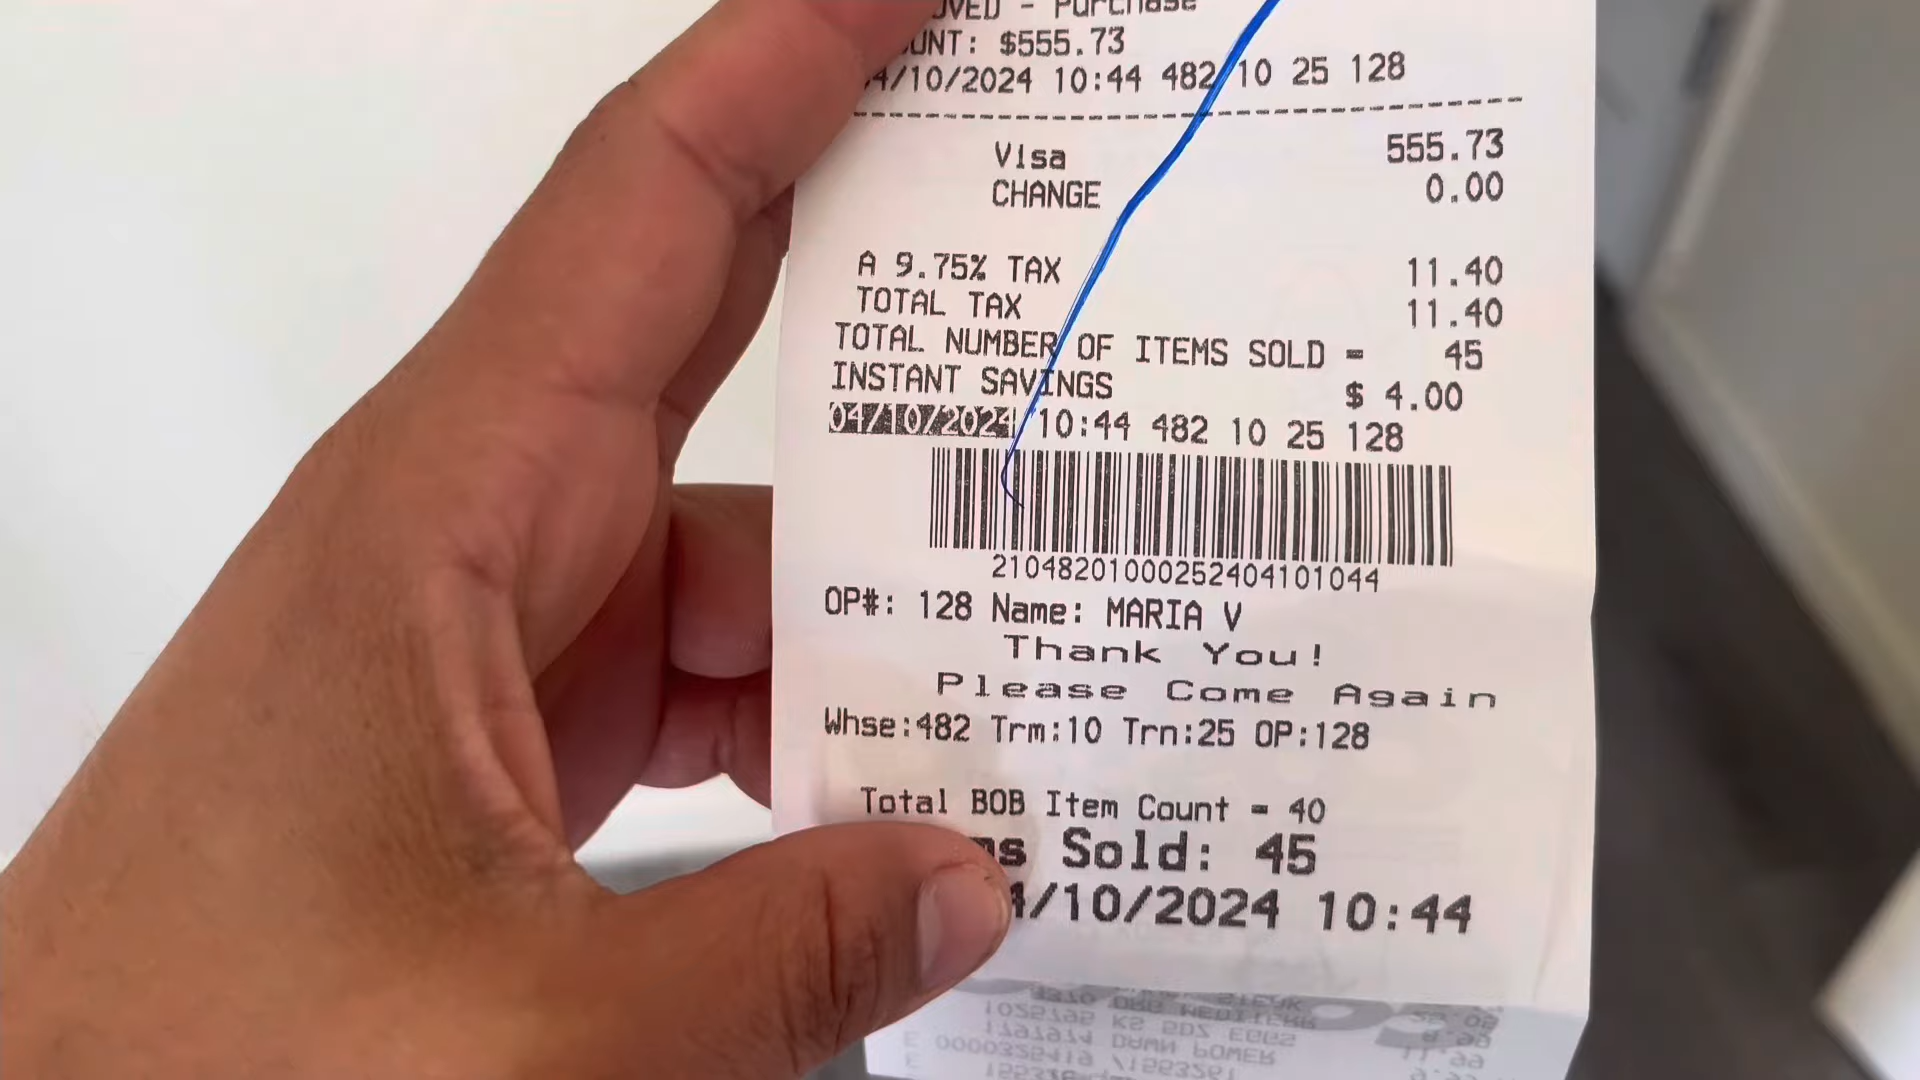 - Purchase
$555.73
/10/2024 10:44 482 10 25 128
Visa 555.73
CHANGE 0.00
A 9.75% TAX 11.40
TOTAL TAX 11.40
TOTAL NUMBER OF ITEMS SOLD = 45
INSTANT SAVINGS $ 4.00
04/10/2024 10:44 482 10 25 128
21048201000252404101044
OP#: 128 Name: MARIA V
Thank You!
Please Come Again
Whse:482 Trm:10 Trn:25 OP:128
Total BOB Item Count = 40
Sold: 45
/10/2024 10:44